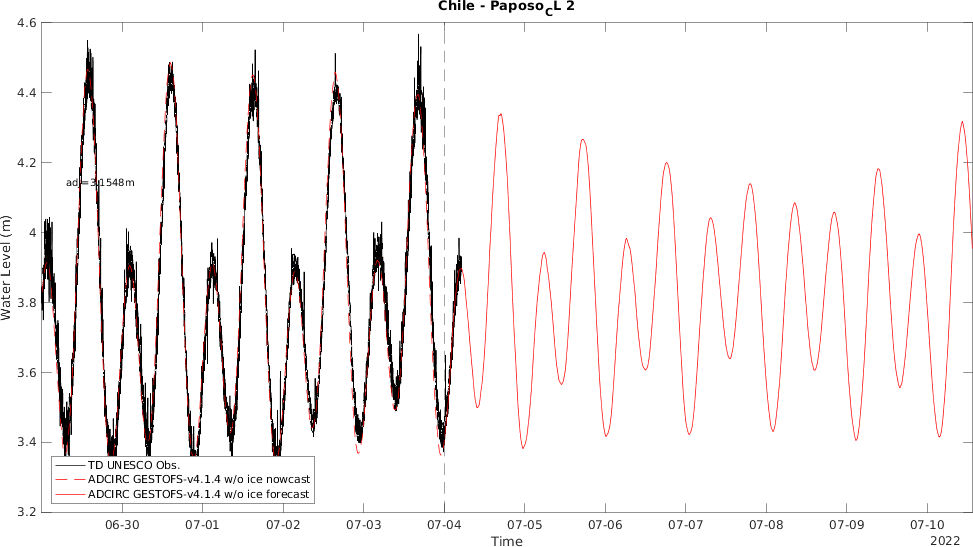 Chile - Paposo_CL 2
4.6
4.4
4.2
4
3.8
3.6
3.4
3.2
Water Level (m)
adj=3.1548m
TD UNESCO Obs.
ADCIRC GESTOFS-v4.1.4 w/o ice nowcast
ADCIRC GESTOFS-v4.1.4 w/o ice forecast
06-30 07-01 07-02 07-03 07-04 07-05 07-06 07-07 07-08 07-09 07-10
Time
2022